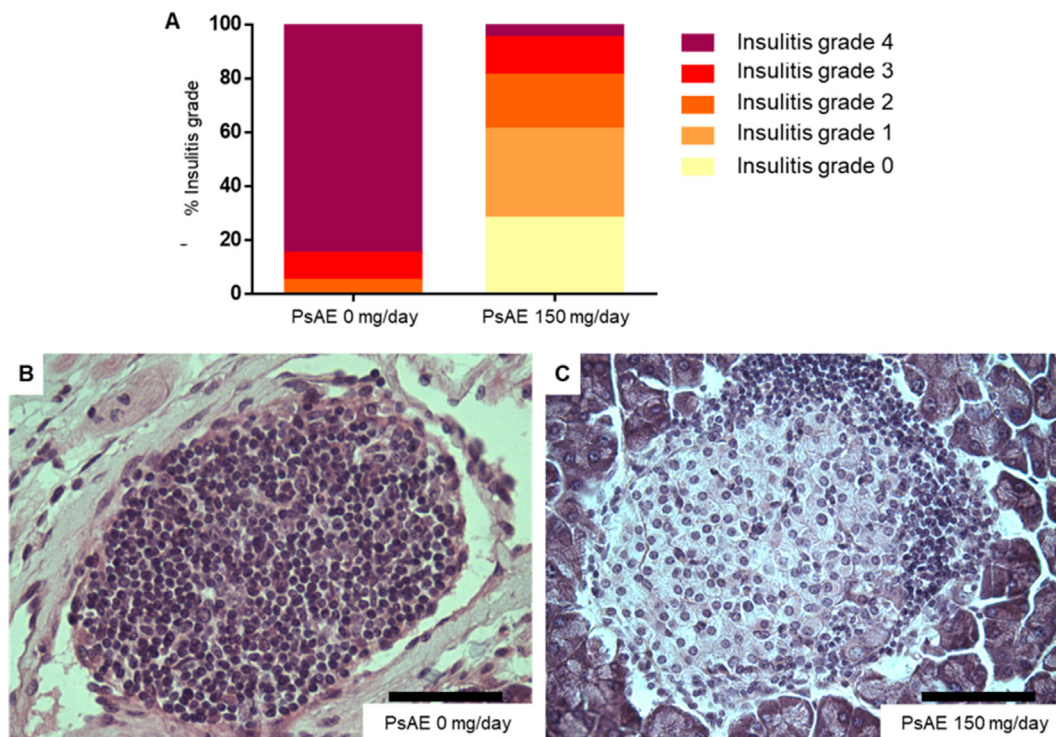 A
100
80
60
40
20
0
% Insulitis grade
PsAE 0 mg/day
PsAE 150 mg/day
Insulitis grade 4
Insulitis grade 3
Insulitis grade 2
Insulitis grade 1
Insulitis grade 0
B
PsAE 0 mg/day
C
PsAE 150 mg/day